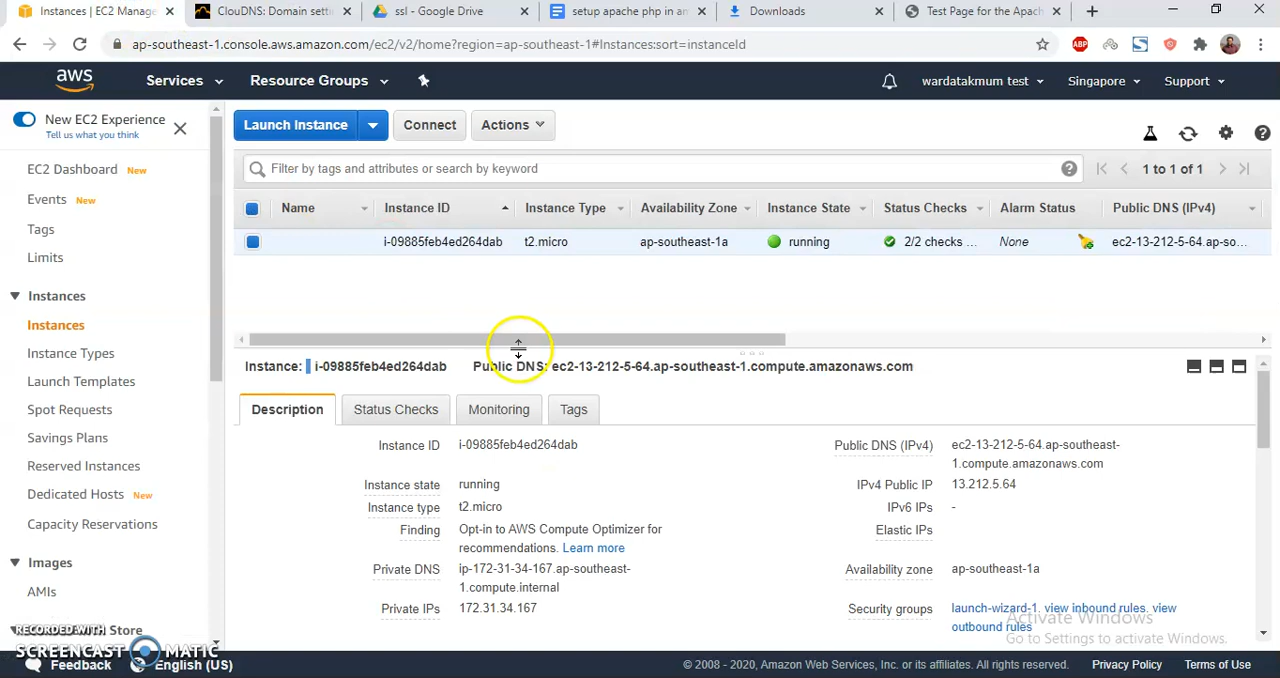 Instances | EC2 Manage
ClouDNS: Domain setti
ssl - Google Drive
setup apache php in am
Downloads
Test Page for the Apach
ap-southeast-1.console.aws.amazon.com/ec2/v2/home?region=ap-southeast-1#Instances:sort=instanceId
ABP
aws
Services
Resource Groups
wardatakmum test
Singapore
Support
New EC2 Experience
Tell us what you think
EC2 Dashboard New
Events New
Tags
Limits
Instances
Instances
Instance Types
Launch Templates
Spot Requests
Savings Plans
Reserved Instances
Dedicated Hosts New
Capacity Reservations
Images
AMIs
Store
Launch Instance
Connect
Actions
Filter by tags and attributes or search by keyword
1 to 1 of 1
Name Instance ID Instance Type Availability Zone Instance State Status Checks Alarm Status Public DNS (IPv4)
i-09885feb4ed264dab t2.micro ap-southeast-1a running 2/2 checks ... None ec2-13-212-5-64.ap-so...
Instance: i-09885feb4ed264dab Public DNS: ec2-13-212-5-64.ap-southeast-1.compute.amazonaws.com
Description Status Checks Monitoring Tags
Instance ID i-09885feb4ed264dab
Instance state running
Instance type t2.micro
Finding Opt-in to AWS Compute Optimizer for
recommendations. Learn more
Private DNS ip-172-31-34-167.ap-southeast-
1.compute.internal
Private IPs 172.31.34.167
Public DNS (IPv4) ec2-13-212-5-64.ap-southeast-
1.compute.amazonaws.com
IPv4 Public IP 13.212.5.64
IPv6 IPs -
Elastic IPs
Availability zone ap-southeast-1a
Security groups launch-wizard-1. view inbound rules. view
outbound rules
Activate Windows
Go to Settings to activate Windows.
RECORDED WITH
SCREENCAST MATIC
Feedback
English (US)
© 2008 - 2020, Amazon Web Services, Inc. or its affiliates. All rights reserved.
Privacy Policy
Terms of Use